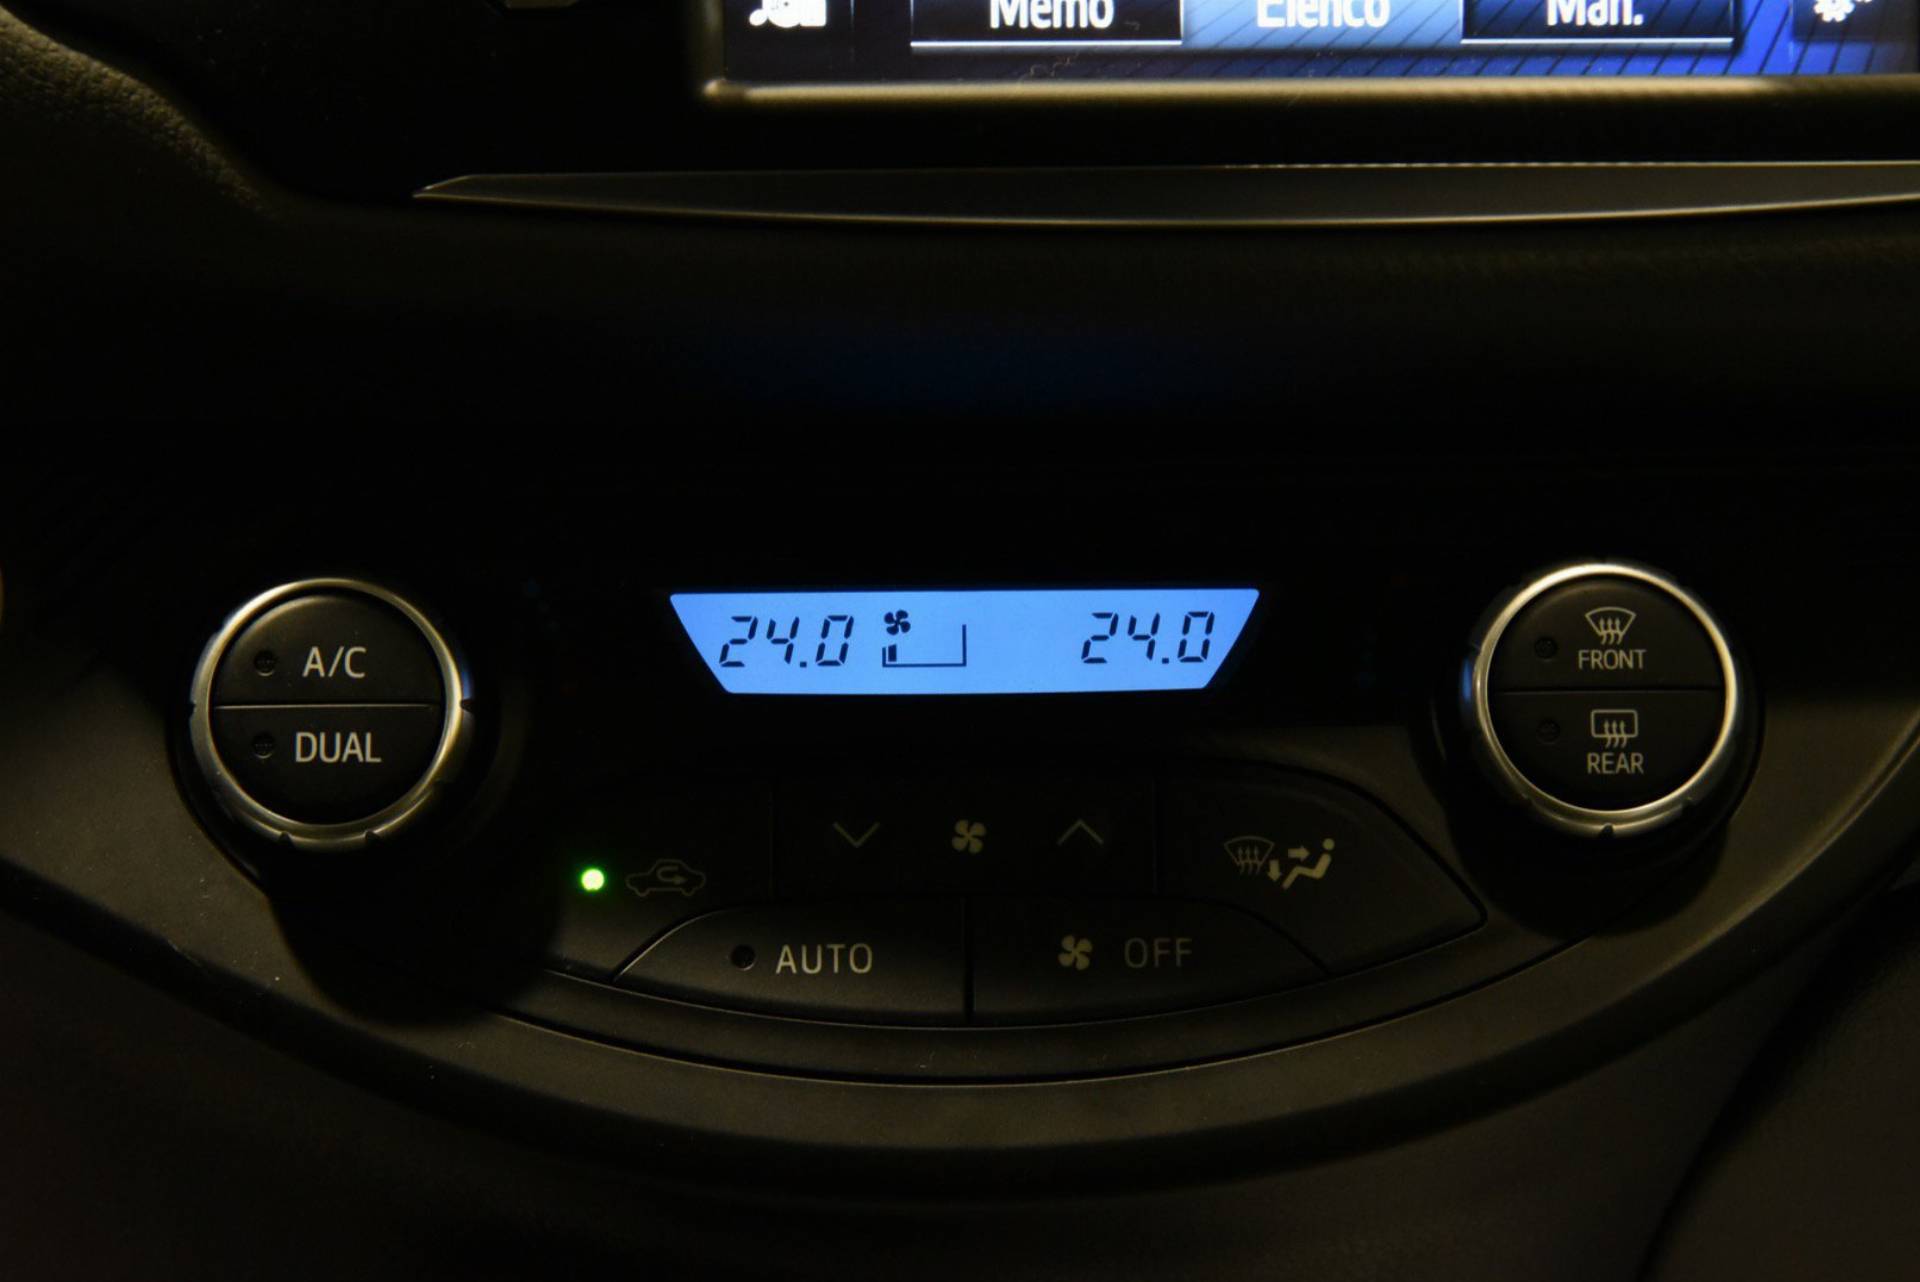 Memo Elenco Man.
24.0 24.0
A/C
DUAL
FRONT
REAR
AUTO OFF